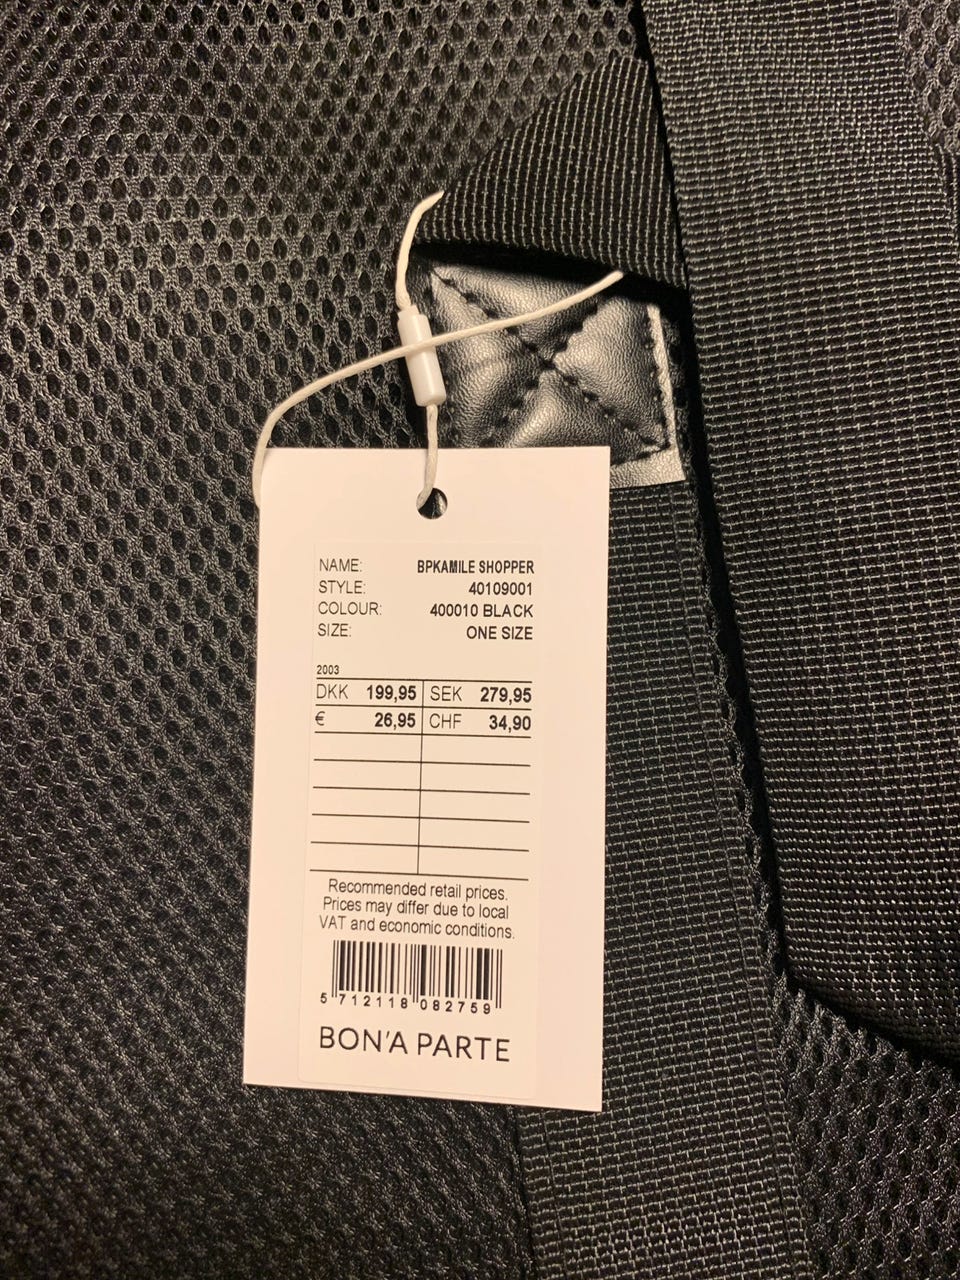 NAME: BPKAMILE SHOPPER
STYLE: 40109001
COLOUR: 400010 BLACK
SIZE: ONE SIZE
2003
DKK 199,95 SEK 279,95
€ 26,95 CHF 34,90
Recommended retail prices.
Prices may differ due to local
VAT and economic conditions.
5 712118 082759
BON'A PARTE